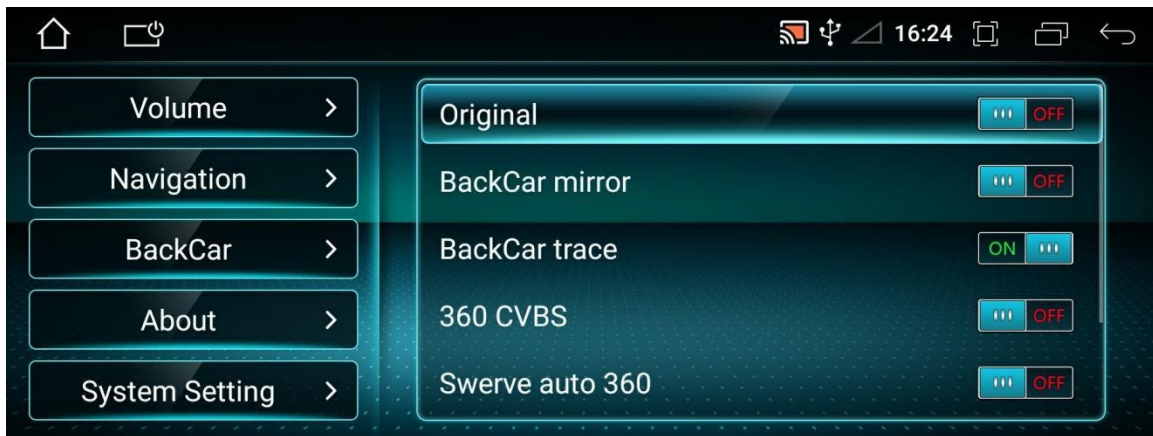 16:24
Volume
Navigation
BackCar
About
System Setting
Original OFF
BackCar mirror OFF
BackCar trace ON
360 CVBS OFF
Swerve auto 360 OFF